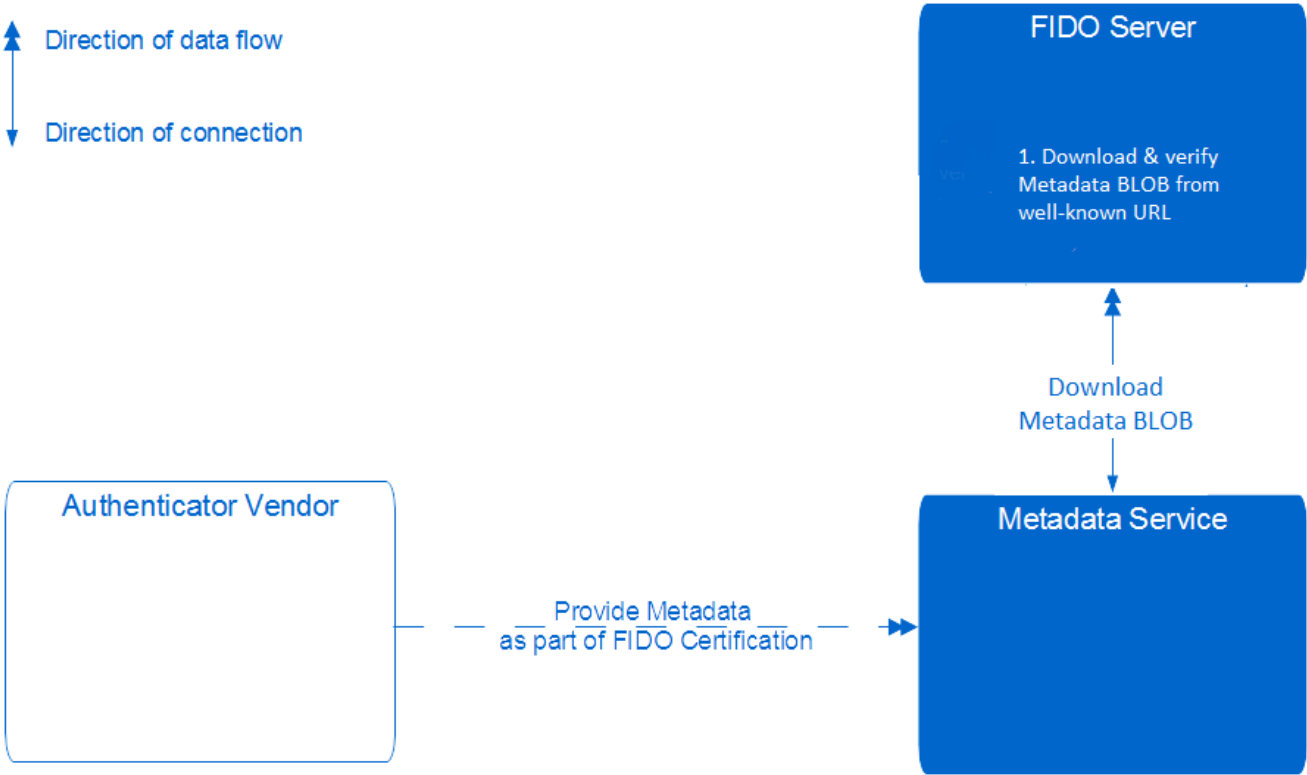 Direction of data flow
Direction of connection
FIDO Server
1. Download & verify
Metadata BLOB from
well-known URL
Download
Metadata BLOB
Authenticator Vendor
Metadata Service
Provide Metadata
as part of FIDO Certification